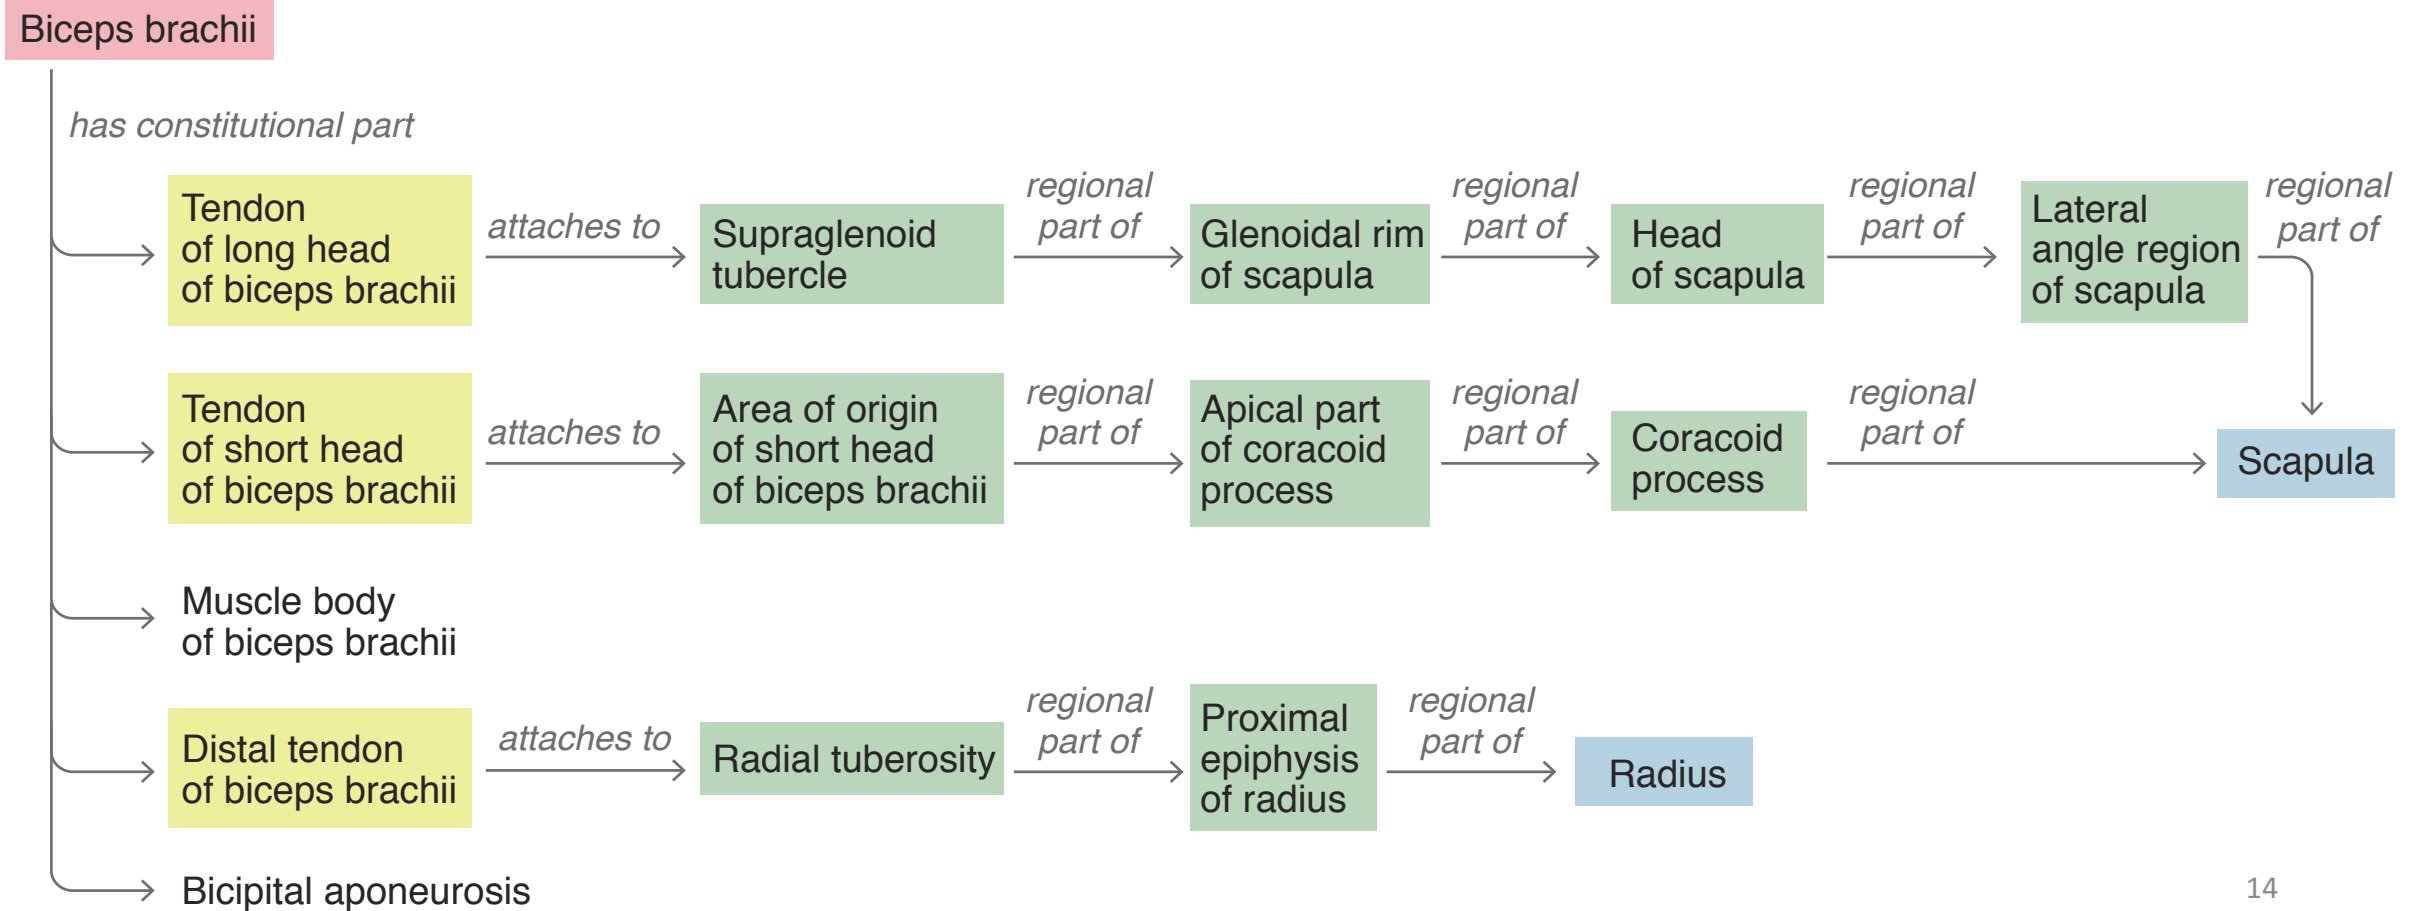 Biceps brachii
has constitutional part
Tendon
of long head
of biceps brachii
attaches to
Supraglenoid
tubercle
regional
part of
Glenoidal rim
of scapula
regional
part of
Head
of scapula
regional
part of
Lateral
angle region
of scapula
regional
part of
Tendon
of short head
of biceps brachii
attaches to
Area of origin
of short head
of biceps brachii
regional
part of
Apical part
of coracoid
process
regional
part of
Coracoid
process
regional
part of
Scapula
Muscle body
of biceps brachii
Distal tendon
of biceps brachii
attaches to
Radial tuberosity
regional
part of
Proximal
epiphysis
of radius
regional
part of
Radius
Bicipital aponeurosis
14